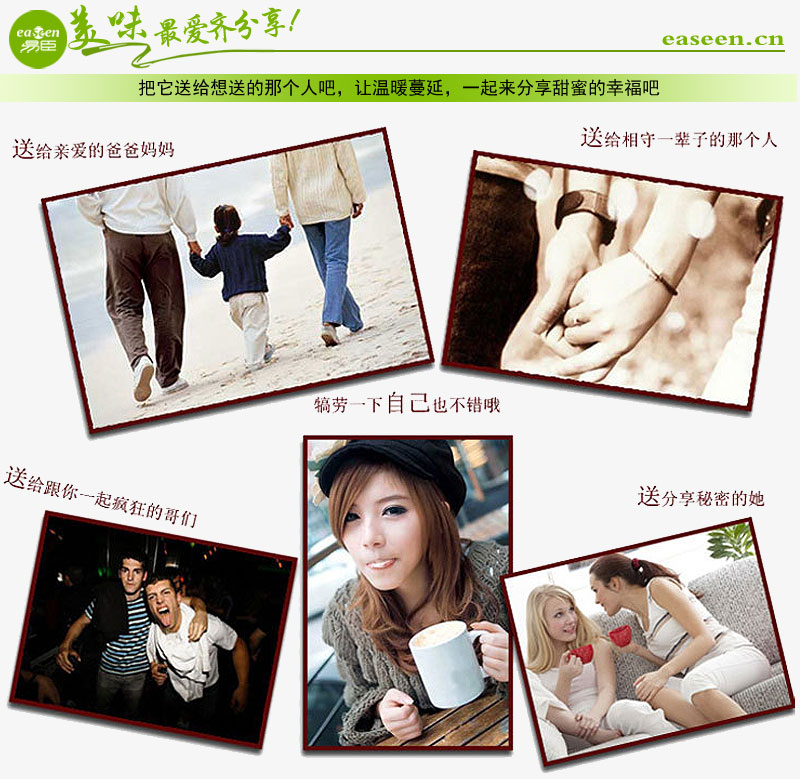 easen
易臣
美味最爱齐分享!
easeen.cn
把它送给想送的那个人吧，让温暖蔓延，一起来分享甜蜜的幸福吧
送给亲爱的爸爸妈妈
送给相守一辈子的那个人
犒劳一下自己也不错哦
送给跟你一起疯狂的哥们
送分享秘密的她